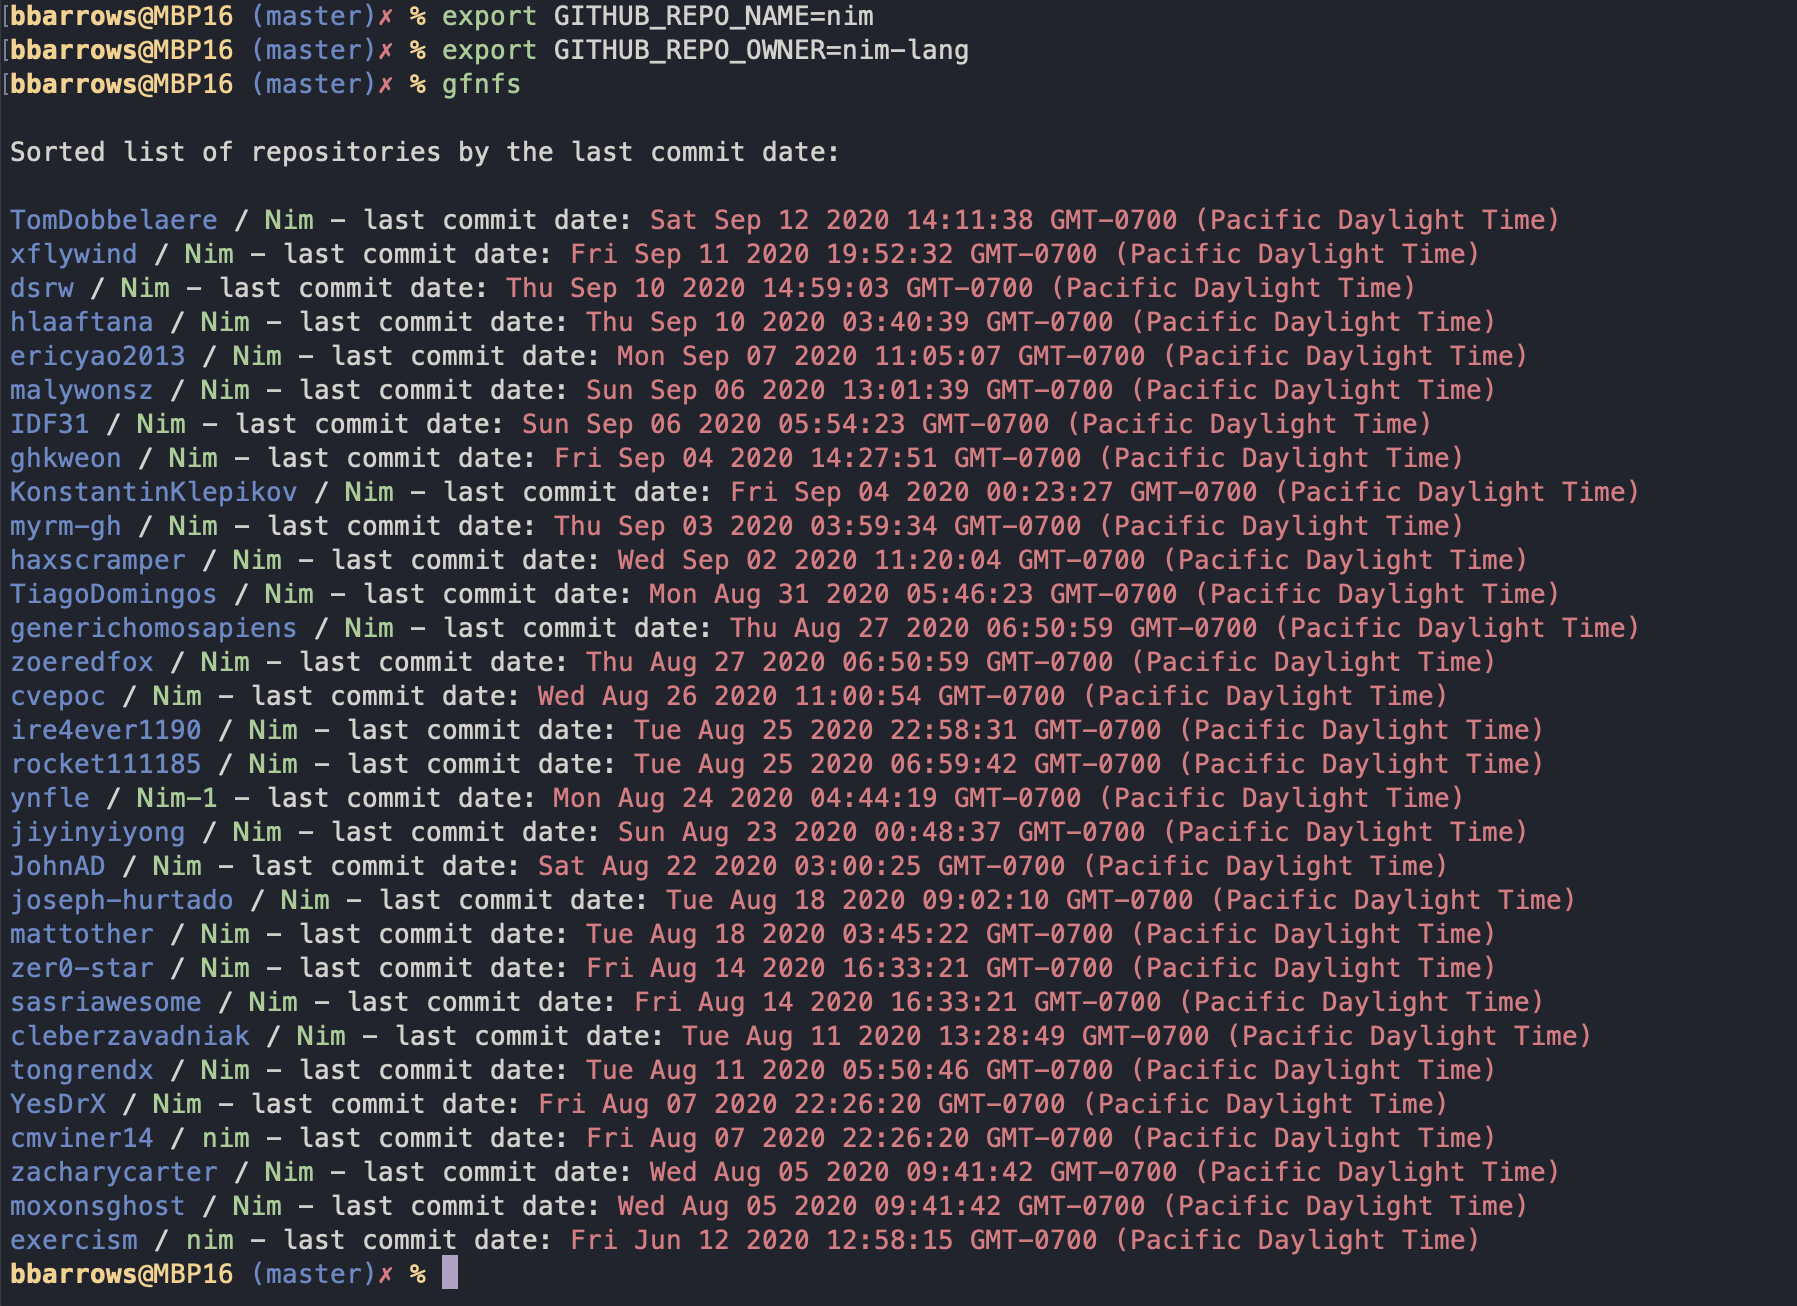 [bbarrows@MBP16 (master)✗ % export GITHUB_REPO_NAME=nim
[bbarrows@MBP16 (master)✗ % export GITHUB_REPO_OWNER=nim-lang
[bbarrows@MBP16 (master)✗ % gfnfs
Sorted list of repositories by the last commit date:
TomDobbelaere / Nim - last commit date: Sat Sep 12 2020 14:11:38 GMT-0700 (Pacific Daylight Time)
xflywind / Nim - last commit date: Fri Sep 11 2020 19:52:32 GMT-0700 (Pacific Daylight Time)
dsrw / Nim - last commit date: Thu Sep 10 2020 14:59:03 GMT-0700 (Pacific Daylight Time)
hlaaftana / Nim - last commit date: Thu Sep 10 2020 03:40:39 GMT-0700 (Pacific Daylight Time)
ericyao2013 / Nim - last commit date: Mon Sep 07 2020 11:05:07 GMT-0700 (Pacific Daylight Time)
malywonsz / Nim - last commit date: Sun Sep 06 2020 13:01:39 GMT-0700 (Pacific Daylight Time)
IDF31 / Nim - last commit date: Sun Sep 06 2020 05:54:23 GMT-0700 (Pacific Daylight Time)
ghkweon / Nim - last commit date: Fri Sep 04 2020 14:27:51 GMT-0700 (Pacific Daylight Time)
KonstantinKlepikov / Nim - last commit date: Fri Sep 04 2020 00:23:27 GMT-0700 (Pacific Daylight Time)
myrm-gh / Nim - last commit date: Thu Sep 03 2020 03:59:34 GMT-0700 (Pacific Daylight Time)
haxscramper / Nim - last commit date: Wed Sep 02 2020 11:20:04 GMT-0700 (Pacific Daylight Time)
TiagoDomingos / Nim - last commit date: Mon Aug 31 2020 05:46:23 GMT-0700 (Pacific Daylight Time)
generichomosapiens / Nim - last commit date: Thu Aug 27 2020 06:50:59 GMT-0700 (Pacific Daylight Time)
zoeredfox / Nim - last commit date: Thu Aug 27 2020 06:50:59 GMT-0700 (Pacific Daylight Time)
cvepoc / Nim - last commit date: Wed Aug 26 2020 11:00:54 GMT-0700 (Pacific Daylight Time)
ire4ever1190 / Nim - last commit date: Tue Aug 25 2020 22:58:31 GMT-0700 (Pacific Daylight Time)
rocket111185 / Nim - last commit date: Tue Aug 25 2020 06:59:42 GMT-0700 (Pacific Daylight Time)
ynfle / Nim-1 - last commit date: Mon Aug 24 2020 04:44:19 GMT-0700 (Pacific Daylight Time)
jiyinyiyong / Nim - last commit date: Sun Aug 23 2020 00:48:37 GMT-0700 (Pacific Daylight Time)
JohnAD / Nim - last commit date: Sat Aug 22 2020 03:00:25 GMT-0700 (Pacific Daylight Time)
joseph-hurtado / Nim - last commit date: Tue Aug 18 2020 09:02:10 GMT-0700 (Pacific Daylight Time)
mattother / Nim - last commit date: Tue Aug 18 2020 03:45:22 GMT-0700 (Pacific Daylight Time)
zer0-star / Nim - last commit date: Fri Aug 14 2020 16:33:21 GMT-0700 (Pacific Daylight Time)
sasriawesome / Nim - last commit date: Fri Aug 14 2020 16:33:21 GMT-0700 (Pacific Daylight Time)
cleberzavadniak / Nim - last commit date: Tue Aug 11 2020 13:28:49 GMT-0700 (Pacific Daylight Time)
tongrendx / Nim - last commit date: Tue Aug 11 2020 05:50:46 GMT-0700 (Pacific Daylight Time)
YesDrX / Nim - last commit date: Fri Aug 07 2020 22:26:20 GMT-0700 (Pacific Daylight Time)
cmviner14 / nim - last commit date: Fri Aug 07 2020 22:26:20 GMT-0700 (Pacific Daylight Time)
zacharycarter / Nim - last commit date: Wed Aug 05 2020 09:41:42 GMT-0700 (Pacific Daylight Time)
moxonsghost / Nim - last commit date: Wed Aug 05 2020 09:41:42 GMT-0700 (Pacific Daylight Time)
exercism / nim - last commit date: Fri Jun 12 2020 12:58:15 GMT-0700 (Pacific Daylight Time)
bbarrows@MBP16 (master)✗ %